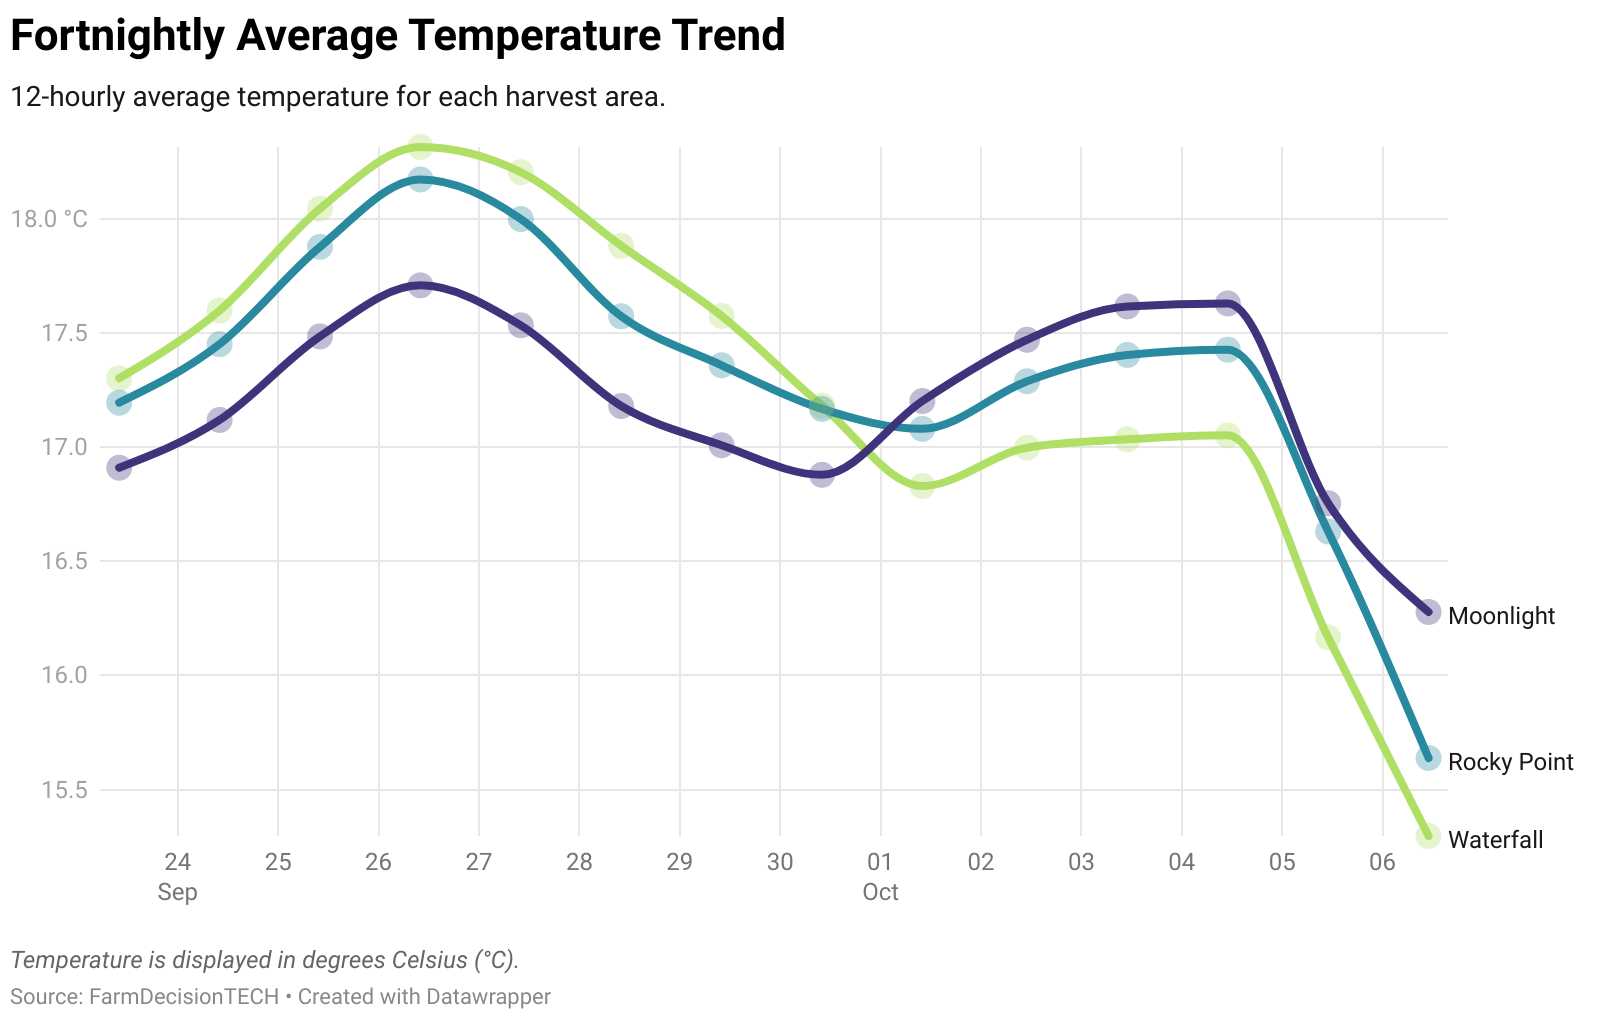 Fortnightly Average Temperature Trend
12-hourly average temperature for each harvest area.
18.0 °C
17.5
17.0
16.5
16.0
15.5
Moonlight
Rocky Point
Waterfall
24 25 26 27 28 29 30 01 02 03 04 05 06
Sep Oct
Temperature is displayed in degrees Celsius (°C).
Source: FarmDecisionTECH • Created with Datawrapper